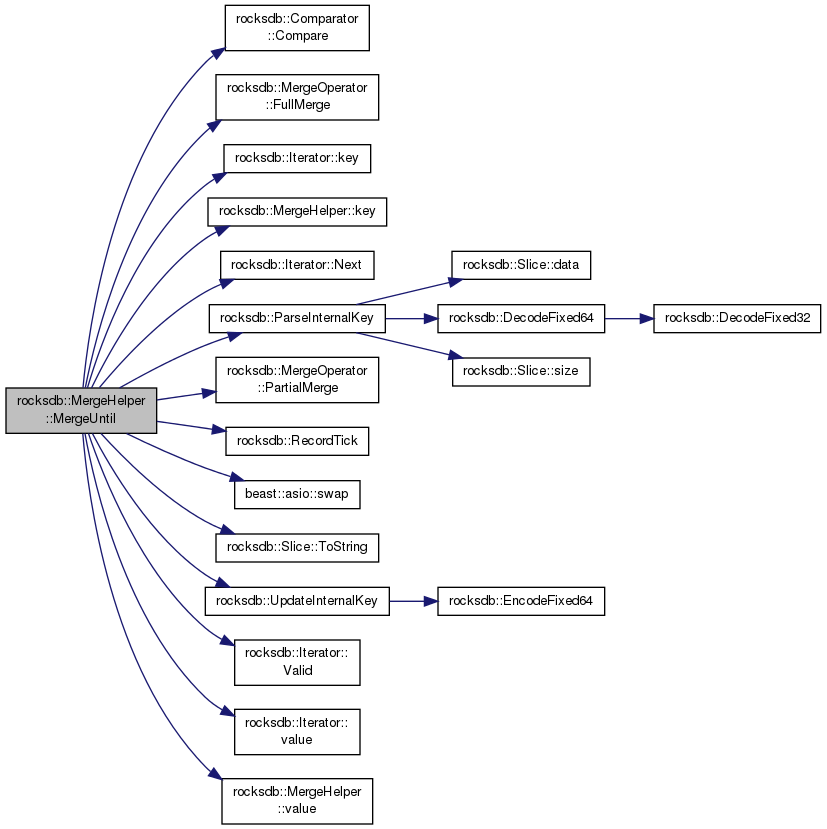 rocksdb::Comparator
::Compare
rocksdb::MergeOperator
::FullMerge
rocksdb::Iterator::key
rocksdb::MergeHelper::key
rocksdb::Iterator::Next
rocksdb::Slice::data
rocksdb::ParseInternalKey
rocksdb::DecodeFixed64
rocksdb::DecodeFixed32
rocksdb::Slice::size
rocksdb::MergeOperator
::PartialMerge
rocksdb::MergeHelper
::MergeUntil
rocksdb::RecordTick
beast::asio::swap
rocksdb::Slice::ToString
rocksdb::UpdateInternalKey
rocksdb::EncodeFixed64
rocksdb::Iterator::
Valid
rocksdb::Iterator::
value
rocksdb::MergeHelper
::value